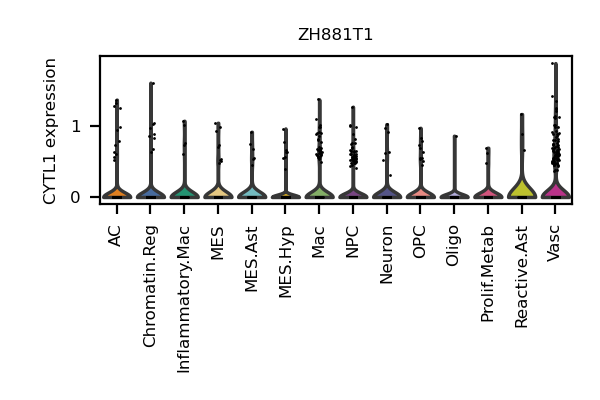 ZH881T1
CYTL1 expression
1
0
AC
Chromatin.Reg
Inflammatory.Mac
MES
MES.Ast
MES.Hyp
Mac
NPC
Neuron
OPC
Oligo
Prolif.Metab
Reactive.Ast
Vasc